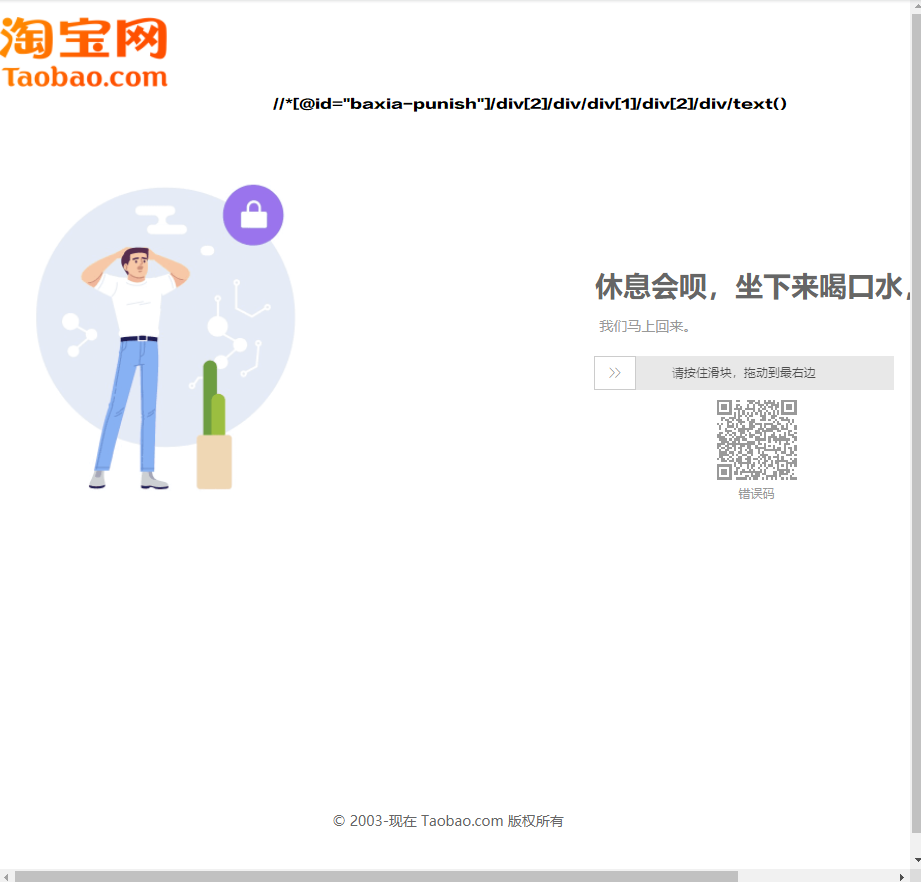 淘宝网
Taobao.com
//*[@id="baxia-punish"]/div[2]/div/div[1]/div[2]/div/text()
休息会呗，坐下来喝口水，
我们马上回来。
请按住滑块，拖动到最右边
错误码
© 2003-现在 Taobao.com 版权所有